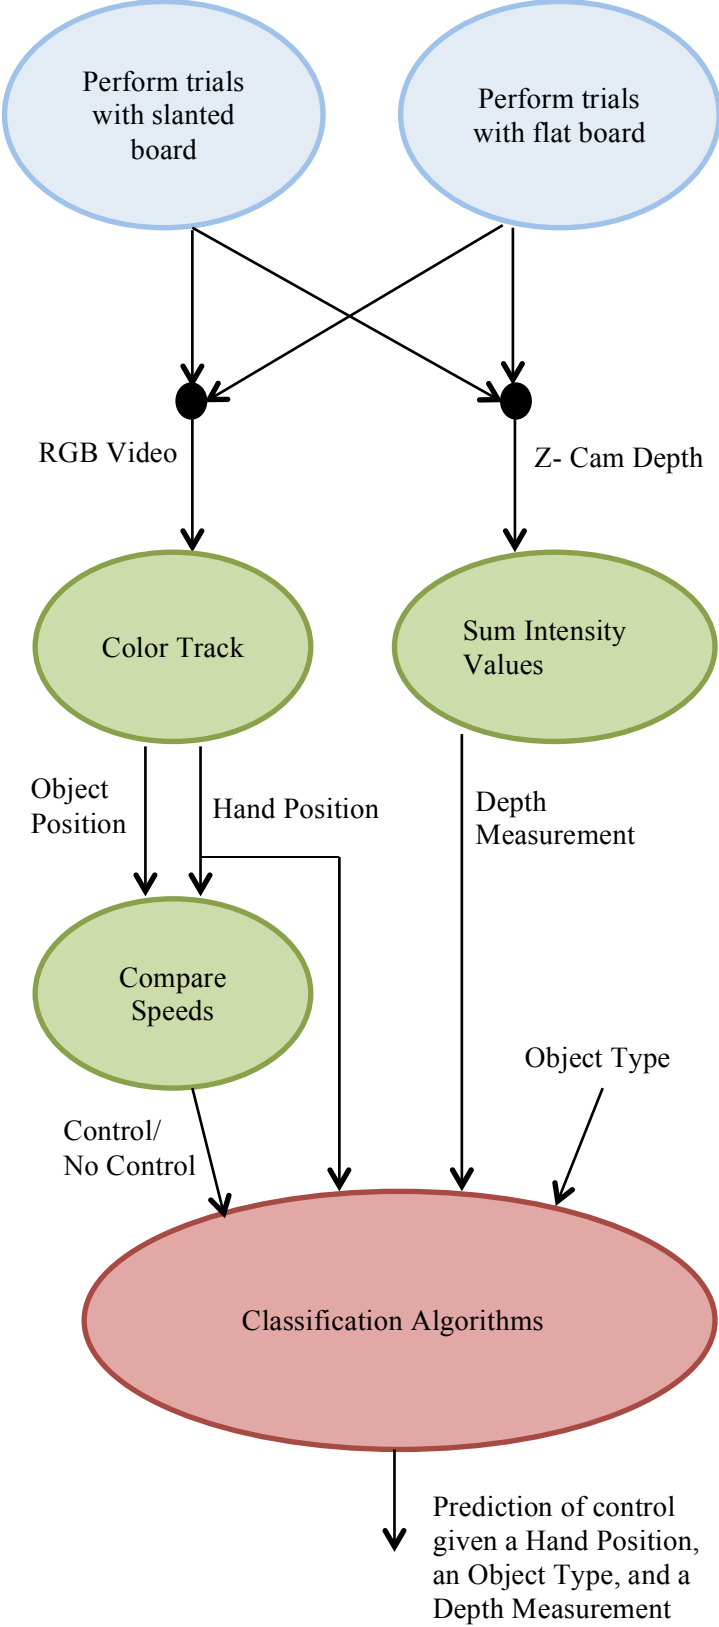 Perform trials
with slanted
board
Perform trials
with flat board
RGB Video
Z- Cam Depth
Color Track
Sum Intensity
Values
Object
Position
Hand Position
Depth
Measurement
Compare
Speeds
Object Type
Control/
No Control
Classification Algorithms
Prediction of control
given a Hand Position,
an Object Type, and a
Depth Measurement